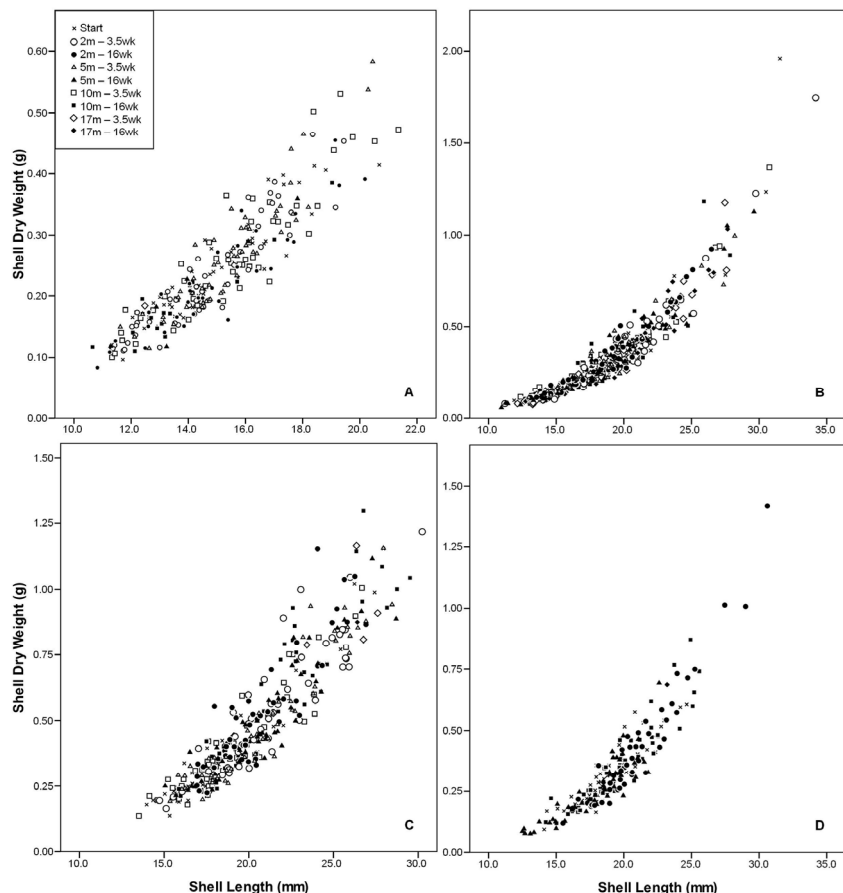 × Start
○ 2m – 3.5wk
● 2m – 16wk
△ 5m – 3.5wk
▲ 5m – 16wk
□ 10m – 3.5wk
■ 10m – 16wk
◇ 17m – 3.5wk
◆ 17m – 16wk
Shell Dry Weight (g)
0.60
0.50
0.40
0.30
0.20
0.10
0.00
10.0 12.0 14.0 16.0 18.0 20.0 22.0
A
2.00
1.50
1.00
0.50
0.00
10.0 15.0 20.0 25.0 30.0 35.0
B
Shell Dry Weight (g)
1.50
1.25
1.00
0.75
0.50
0.25
0.00
10.0 15.0 20.0 25.0 30.0
C
Shell Length (mm)
1.50
1.25
1.00
0.75
0.50
0.25
0.00
10.0 15.0 20.0 25.0 30.0 35.0
D
Shell Length (mm)